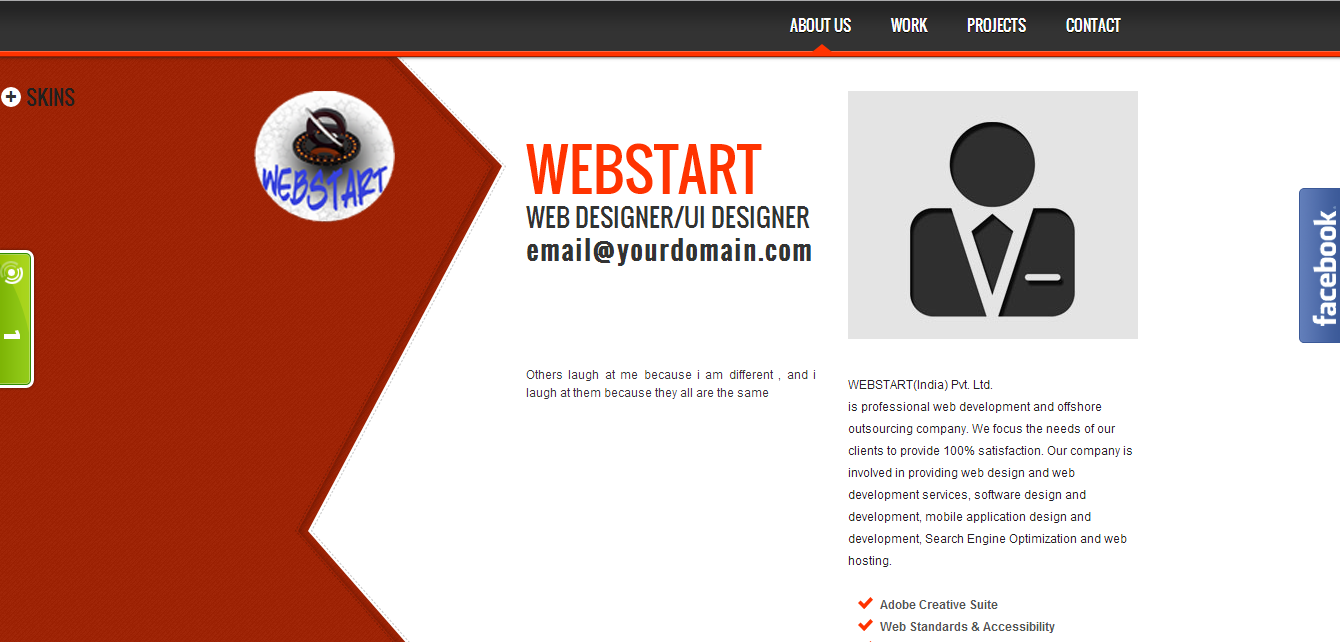 ABOUT US
WORK
PROJECTS
CONTACT
SKINS
WEBSTART
WEBSTART
WEB DESIGNER/UI DESIGNER
email@yourdomain.com
1
facebook
Others laugh at me because i am different , and i
laugh at them because they all are the same
WEBSTART(India) Pvt. Ltd.
is professional web development and offshore
outsourcing company. We focus the needs of our
clients to provide 100% satisfaction. Our company is
involved in providing web design and web
development services, software design and
development, mobile application design and
development, Search Engine Optimization and web
hosting.
Adobe Creative Suite
Web Standards & Accessibility